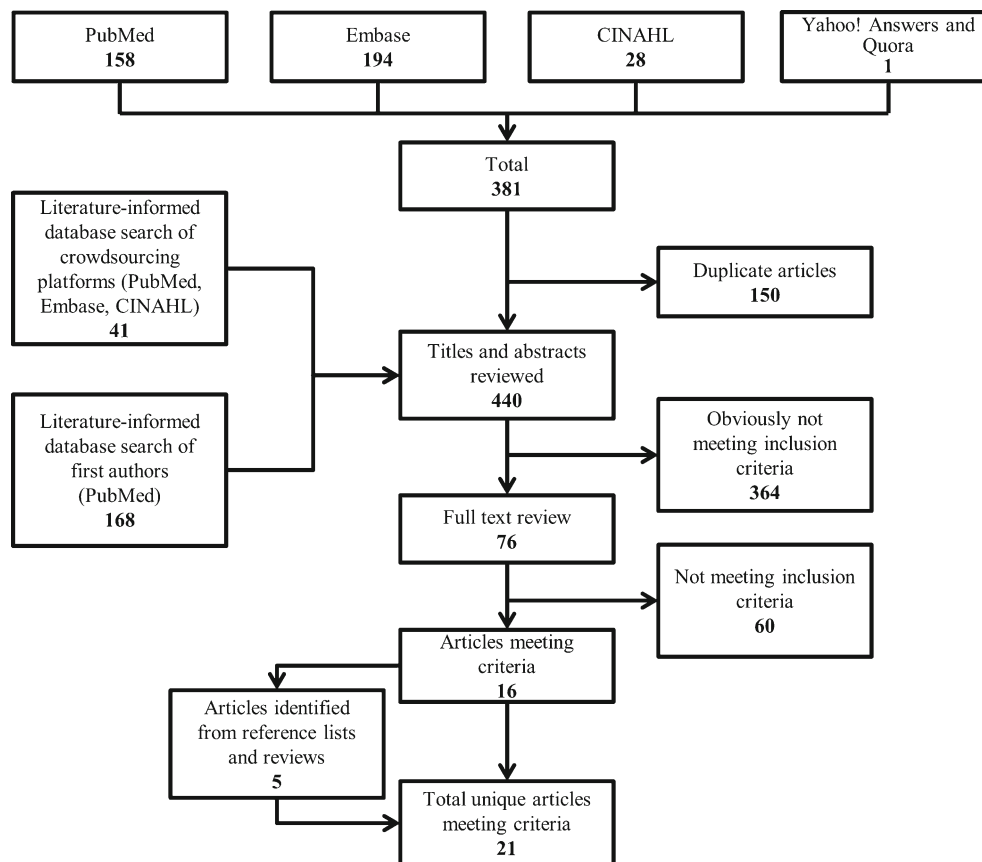 PubMed
158
Embase
194
CINAHL
28
Yahoo! Answers and
Quora
1
Total
381
Literature-informed
database search of
crowdsourcing
platforms (PubMed,
Embase, CINAHL)
41
Duplicate articles
150
Titles and abstracts
reviewed
440
Literature-informed
database search of
first authors
(PubMed)
168
Obviously not
meeting inclusion
criteria
364
Full text review
76
Not meeting inclusion
criteria
60
Articles meeting
criteria
16
Articles identified
from reference lists
and reviews
5
Total unique articles
meeting criteria
21